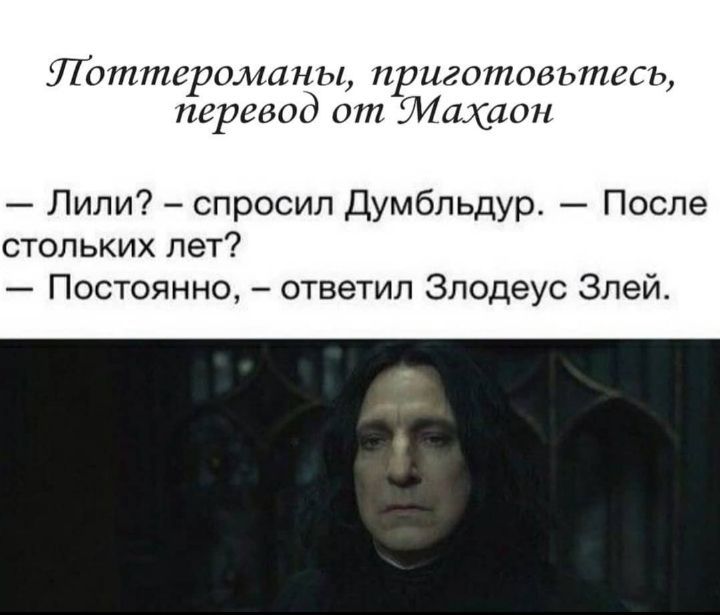 Поттероманы, приготовьтесь,
перевод от Махаон
— Лили? – спросил Думбльдур. — После
стольких лет?
— Постоянно, – ответил Злодеус Злей.